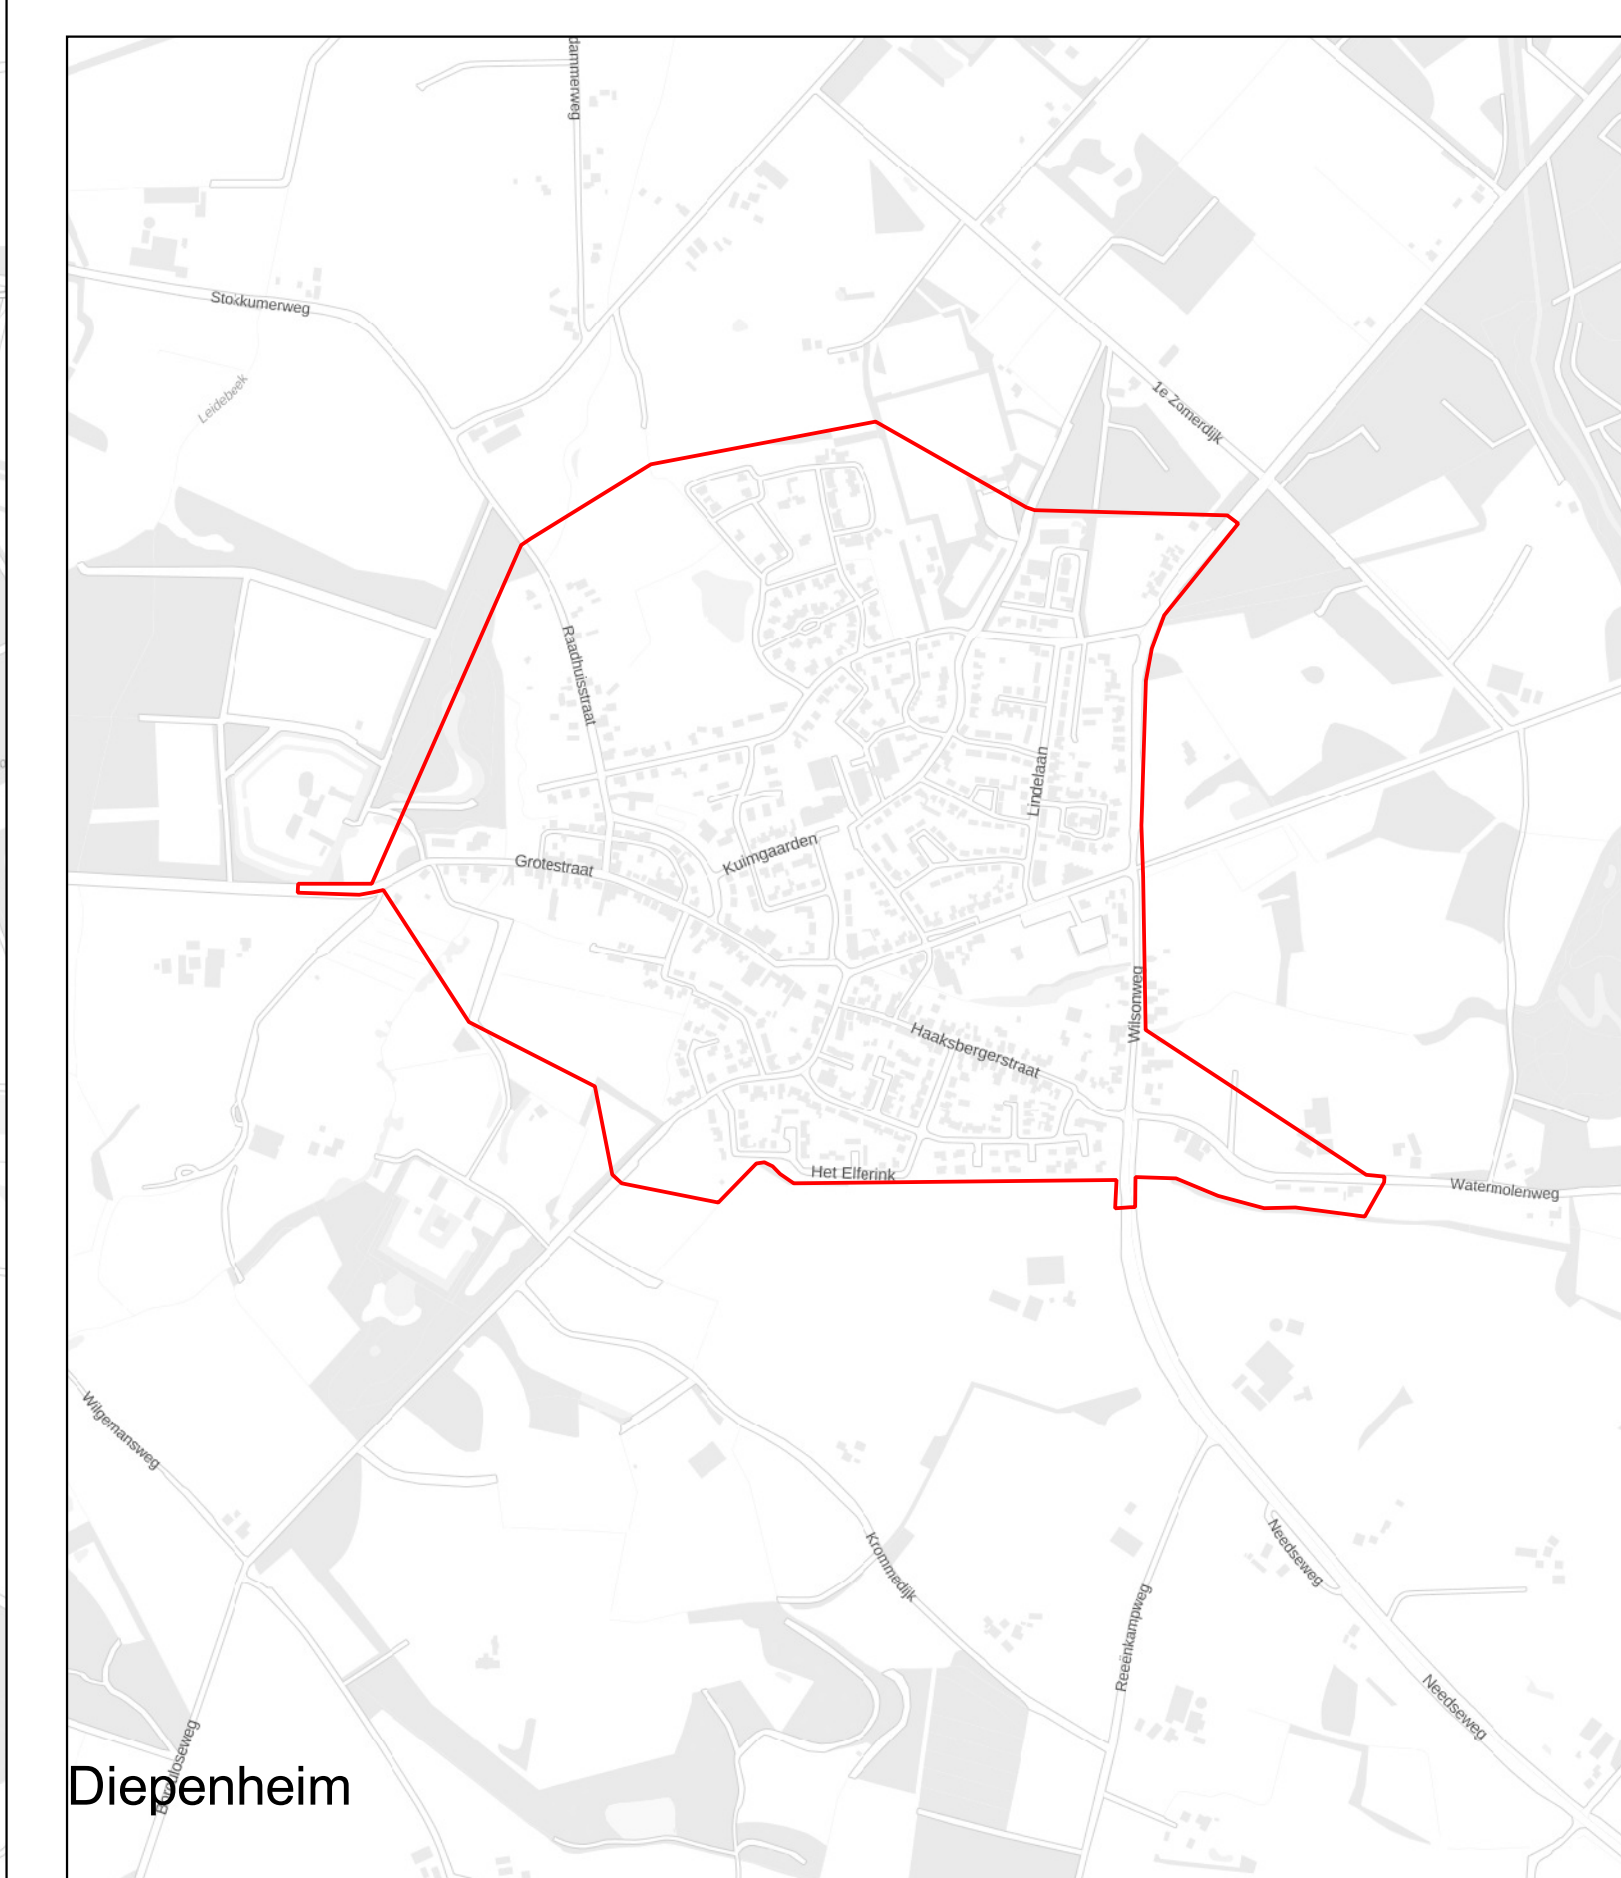 dammerweg
Stokkumerweg
Leidebeek
1e Zomerdijk
Raadhuisstraat
Lindelaan
Kuimgaarden
Grotestraat
Wilsonweg
Haaksbergerstraat
Het Elferink
Watermolenweg
Wilgemansweg
Krommedijk
Needseweg
Reeënkampweg
Needseweg
Borculoseweg
Diepenheim